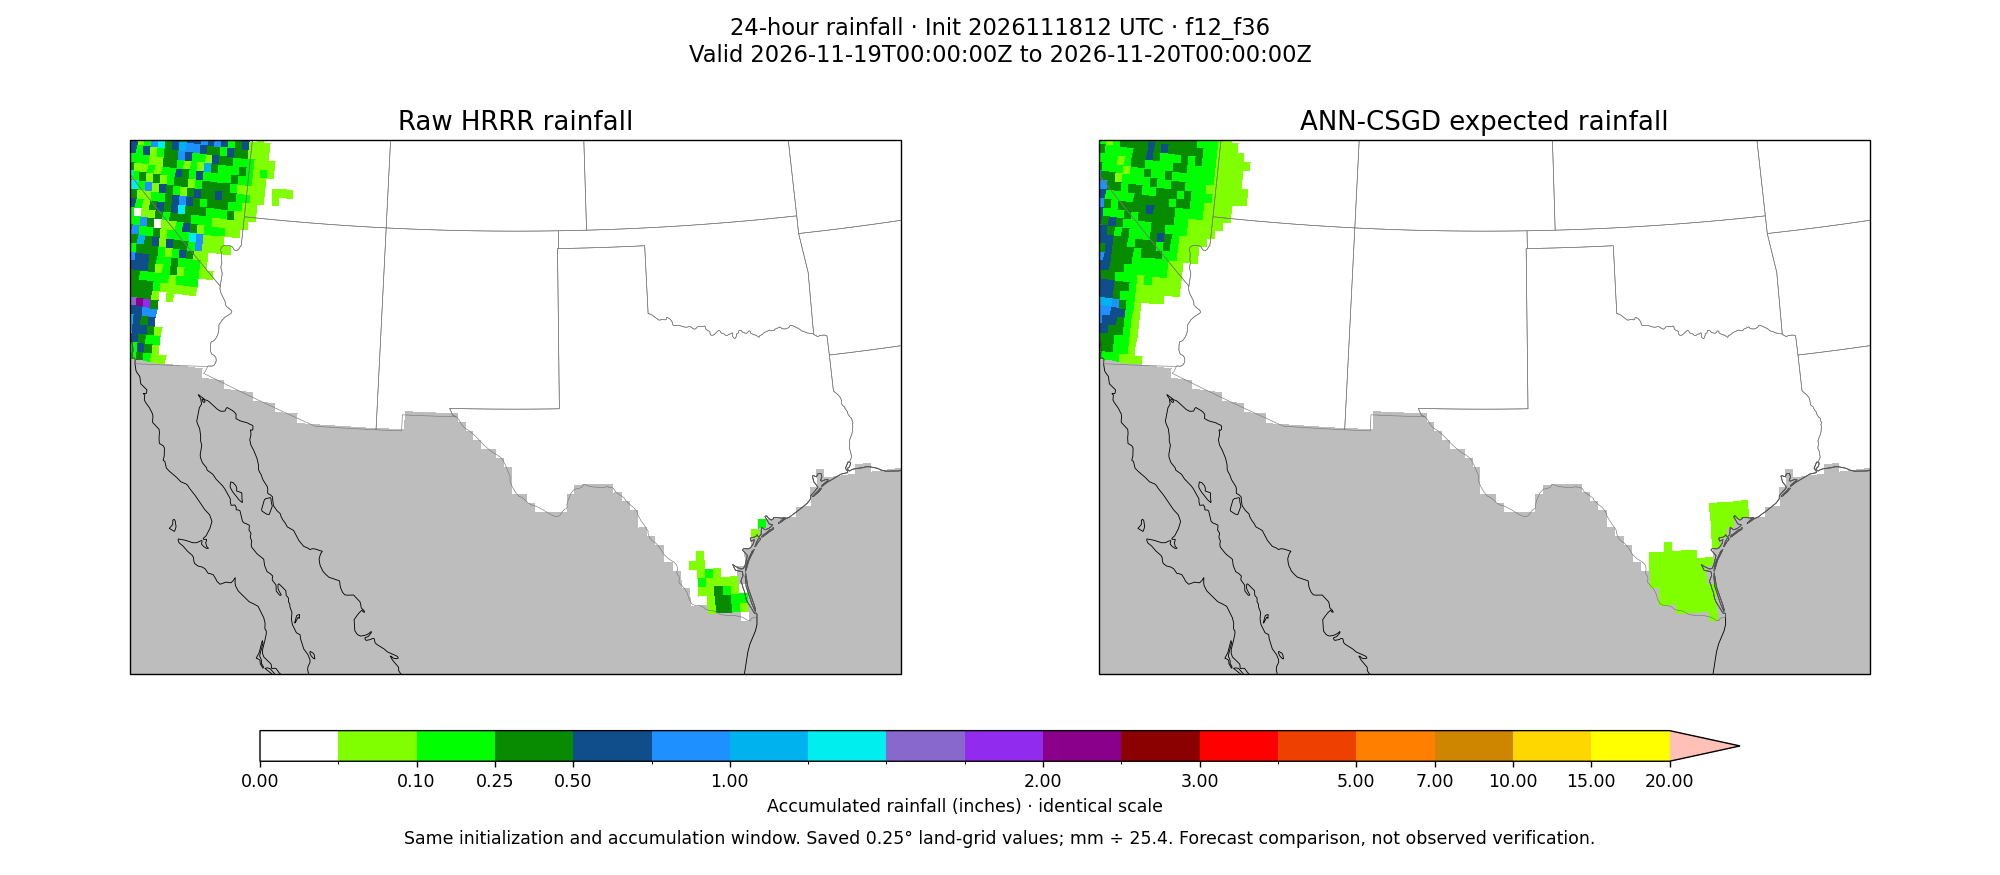 24-hour rainfall · Init 2026111812 UTC · f12_f36
Valid 2026-11-19T00:00:00Z to 2026-11-20T00:00:00Z
Raw HRRR rainfall
ANN-CSGD expected rainfall
0.00 0.10 0.25 0.50 1.00 2.00 3.00 5.00 7.00 10.00 15.00 20.00
Accumulated rainfall (inches) · identical scale
Same initialization and accumulation window. Saved 0.25° land-grid values; mm ÷ 25.4. Forecast comparison, not observed verification.